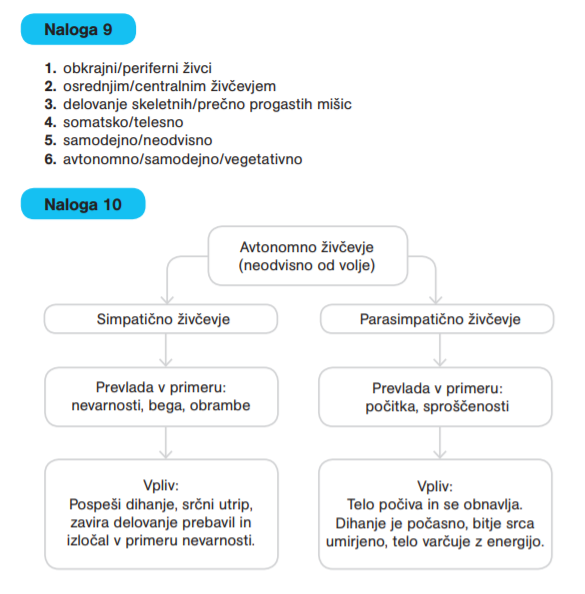 Naloga 9
1. obkrajni/periferni živci
2. osrednjim/centralnim živčevjem
3. delovanje skeletnih/prečno progastih mišic
4. somatsko/telesno
5. samodejno/neodvisno
6. avtonomno/samodejno/vegetativno
Naloga 10
Avtonomno živčevje
(neodvisno od volje)
Simpatično živčevje
Parasimpatično živčevje
Prevlada v primeru:
nevarnosti, bega, obrambe
Prevlada v primeru:
počitka, sproščenosti
Vpliv:
Pospeši dihanje, srčni utrip,
zavira delovanje prebavil in
izločal v primeru nevarnosti.
Vpliv:
Telo počiva in se obnavlja.
Dihanje je počasno, bitje srca
umirjeno, telo varčuje z energijo.